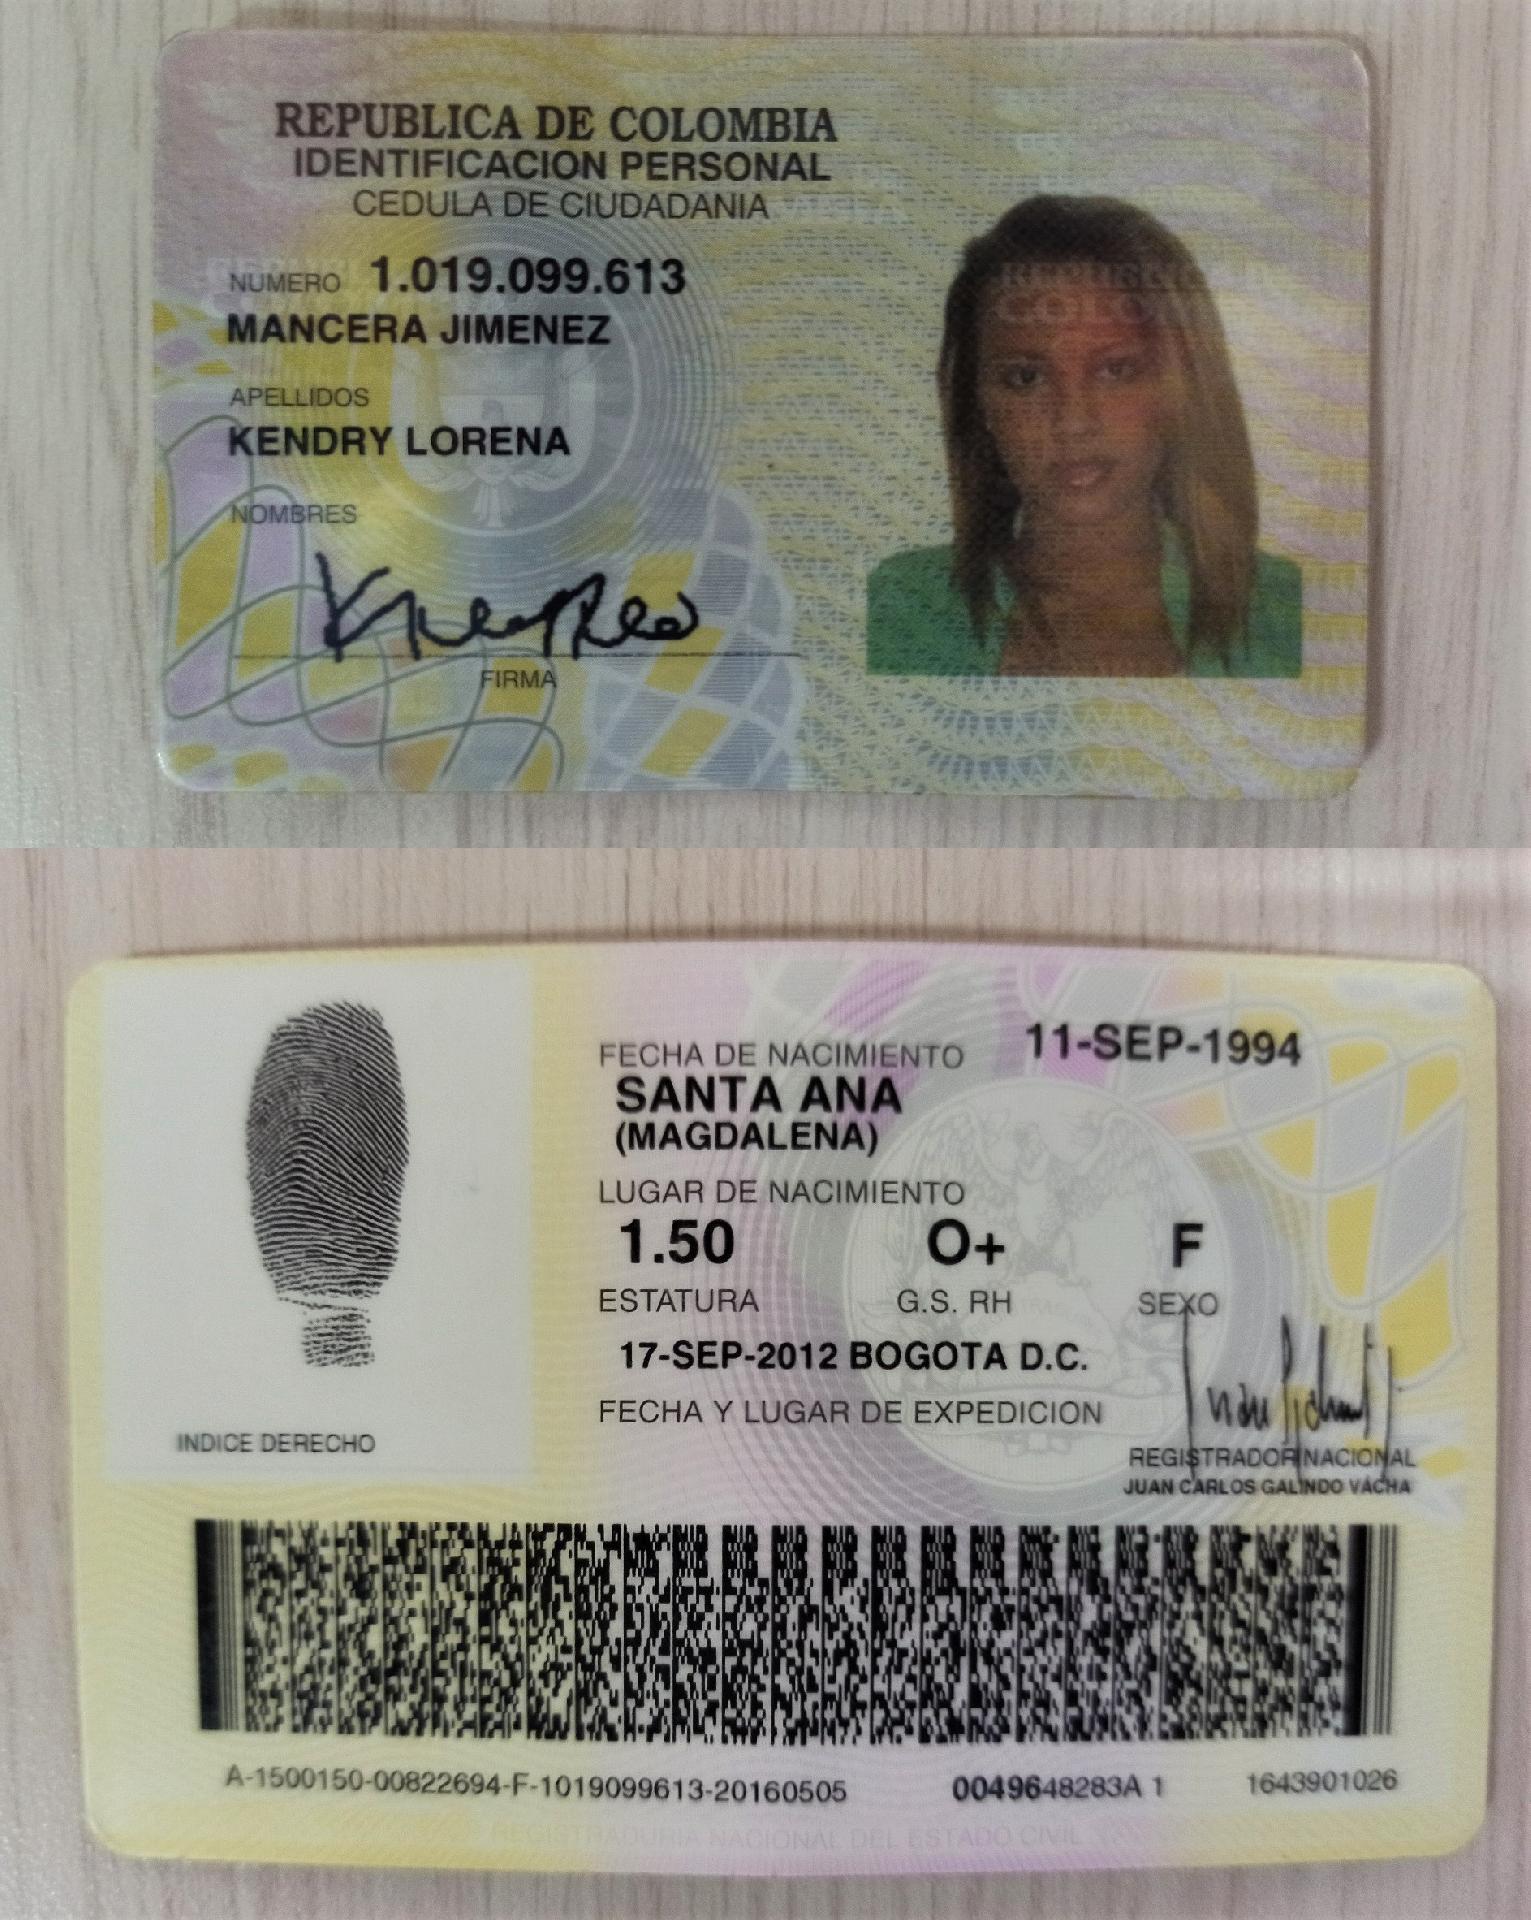 REPUBLICA DE COLOMBIA
IDENTIFICACION PERSONAL
CEDULA DE CIUDADANIA
NUMERO 1.019.099.613
MANCERA JIMENEZ
APELLIDOS
KENDRY LORENA
NOMBRES
FIRMA
FECHA DE NACIMIENTO 11-SEP-1994
SANTA ANA
(MAGDALENA)
LUGAR DE NACIMIENTO
1.50 O+ F
ESTATURA G.S. RH SEXO
17-SEP-2012 BOGOTA D.C.
FECHA Y LUGAR DE EXPEDICION
INDICE DERECHO
REGISTRADOR NACIONAL
JUAN CARLOS GALINDO VACHA
A-1500150-00822694-F-1019099613-20160505 0049648283A 1 1643901026
REGISTRADURIA NACIONAL DEL ESTADO CIVIL